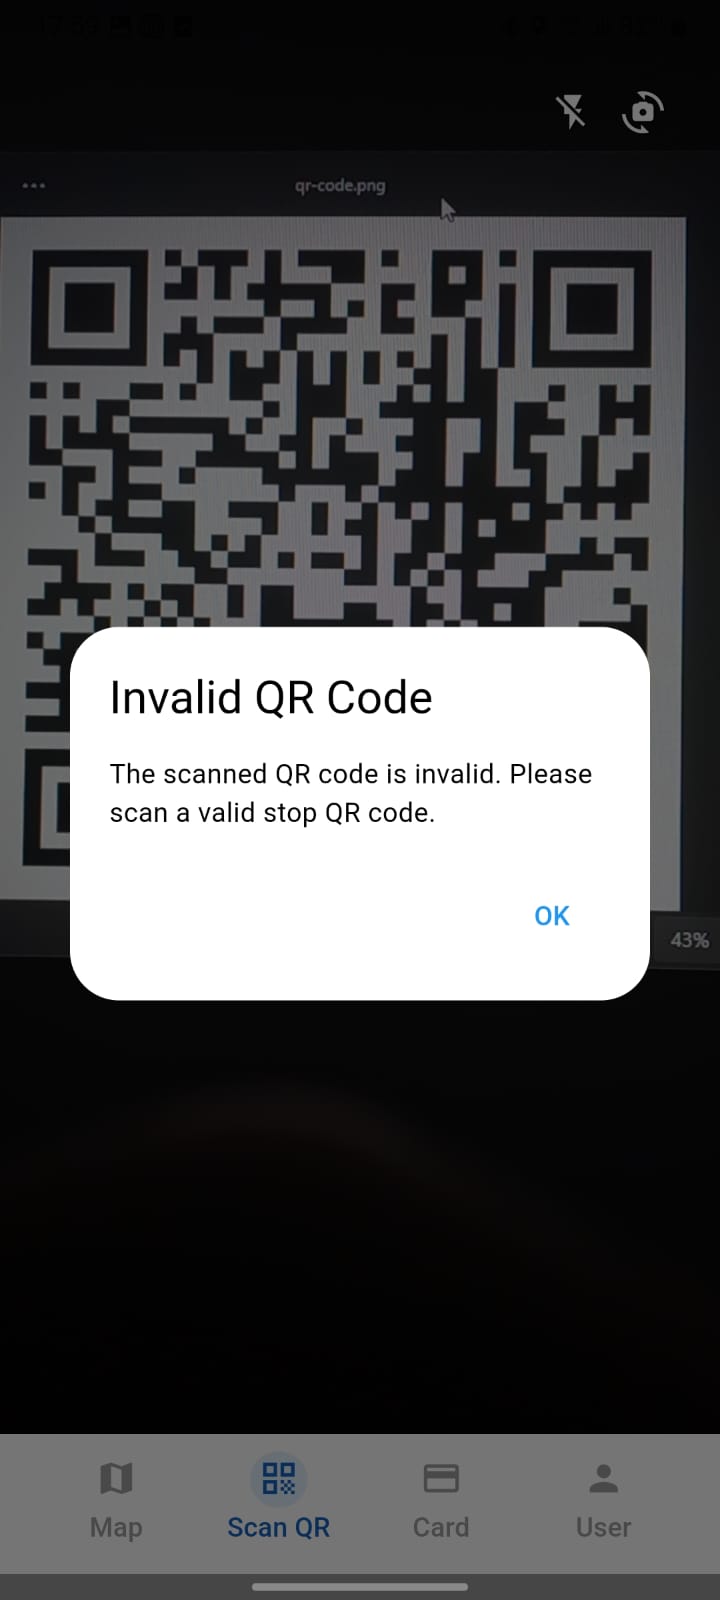 qr-code.png
Invalid QR Code
The scanned QR code is invalid. Please
scan a valid stop QR code.
OK
43%
Map
Scan QR
Card
User